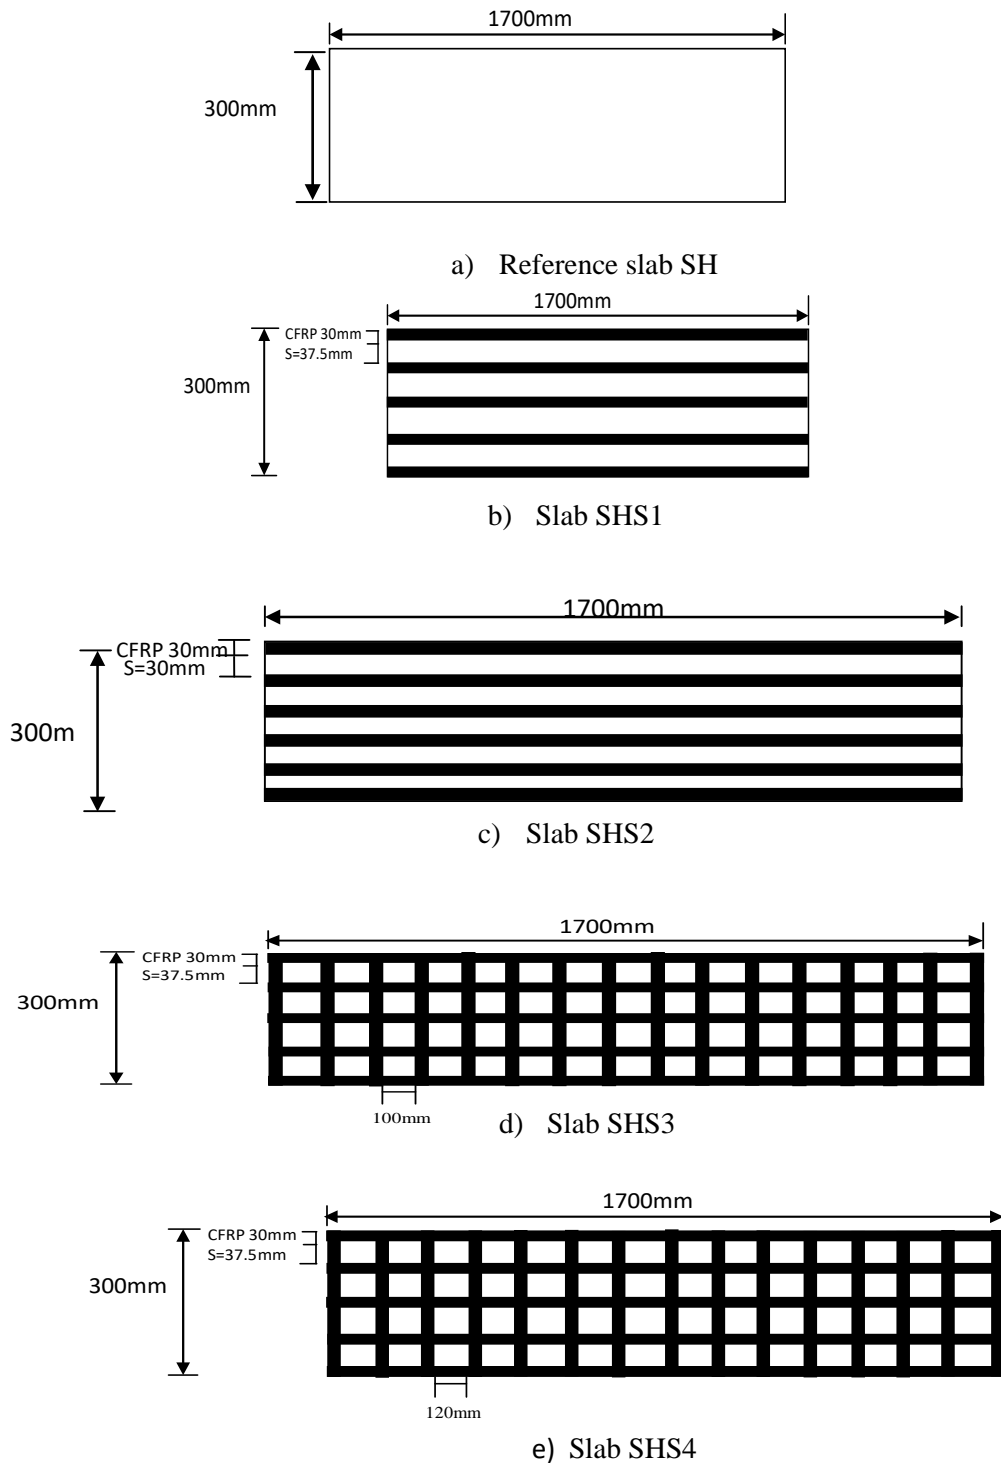 1700mm
300mm
a) Reference slab SH
1700mm
CFRP 30mm
S=37.5mm
300mm
b) Slab SHS1
1700mm
CFRP 30mm
S=30mm
300m
c) Slab SHS2
1700mm
CFRP 30mm
S=37.5mm
300mm
100mm
d) Slab SHS3
1700mm
CFRP 30mm
S=37.5mm
300mm
120mm
e) Slab SHS4